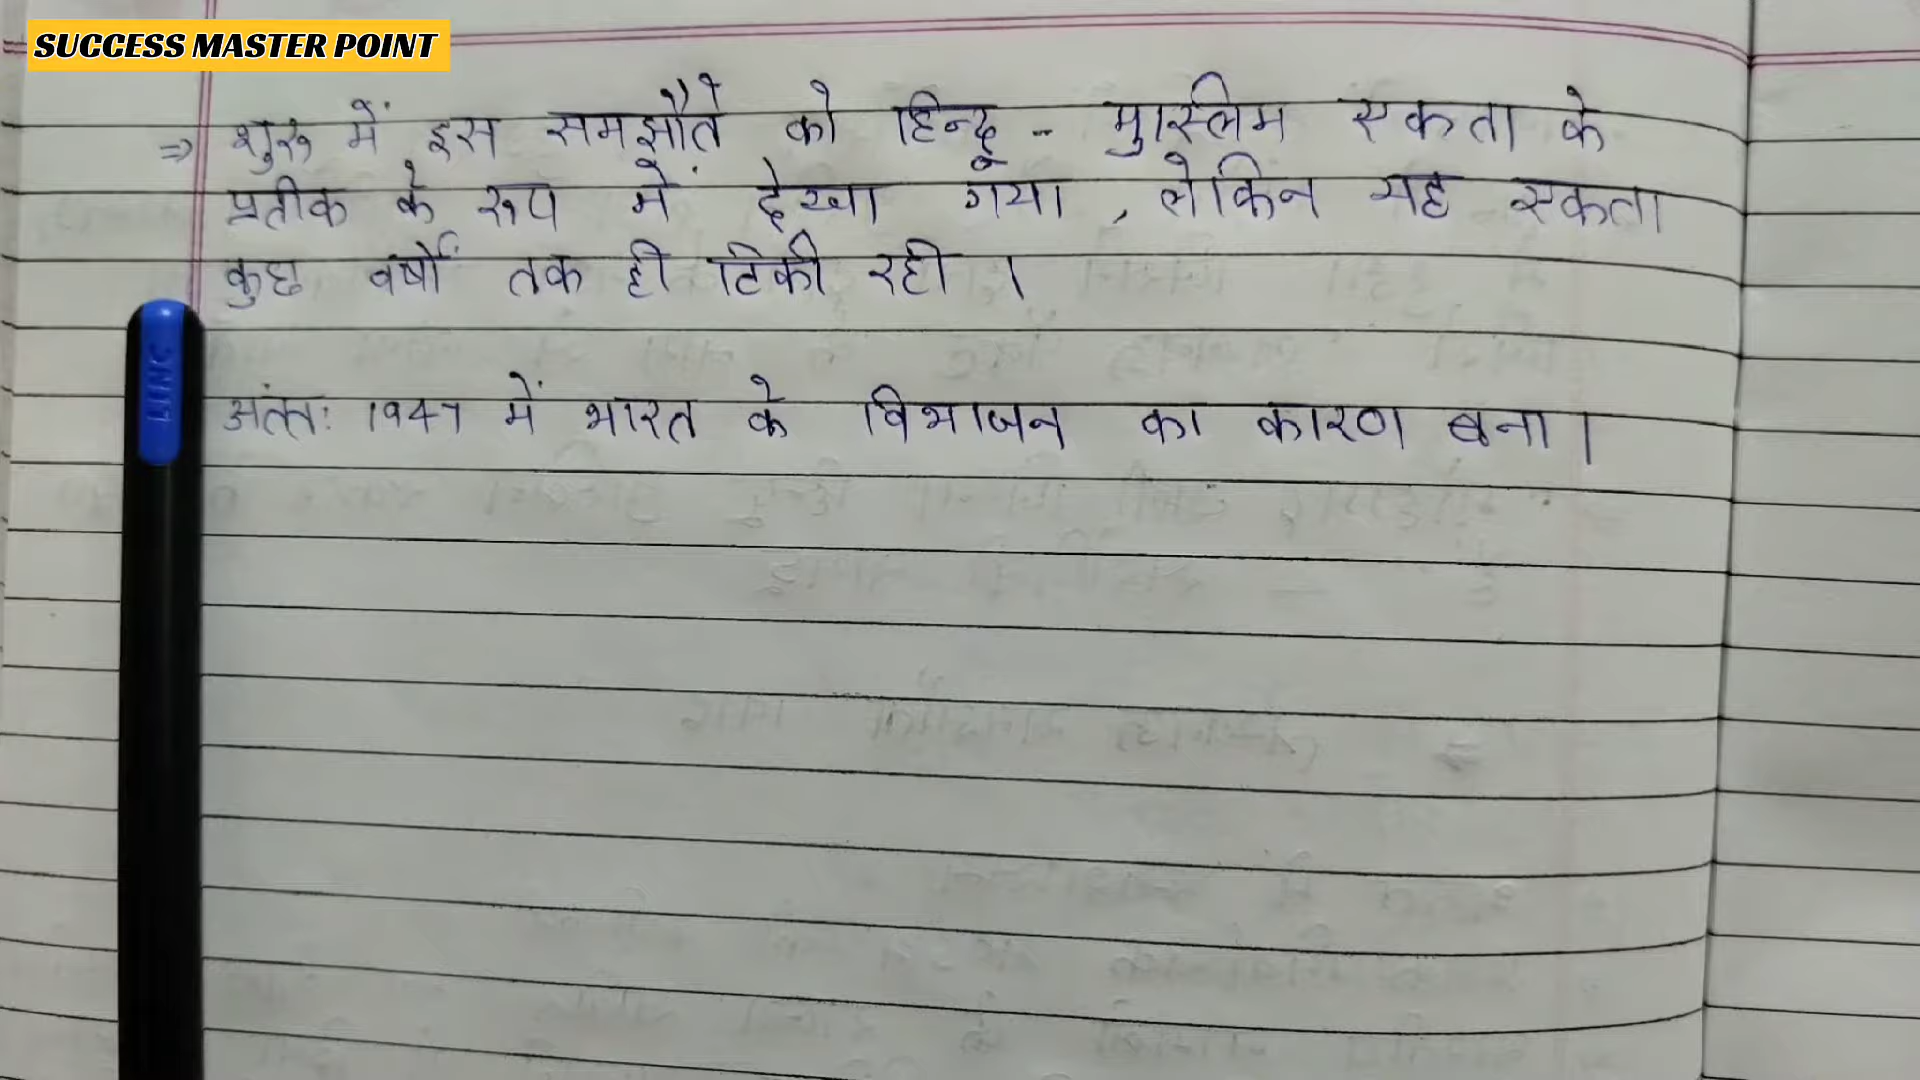 SUCCESS MASTER POINT
⇒ शुरू में इस समझौते को हिन्दू - मुस्लिम एकता के
प्रतीक के रूप में देखा गया , लेकिन यह एकता
कुछ वर्षों तक ही टिकी रही ।
अंततः 1947 में भारत के विभाजन का कारण बना ।